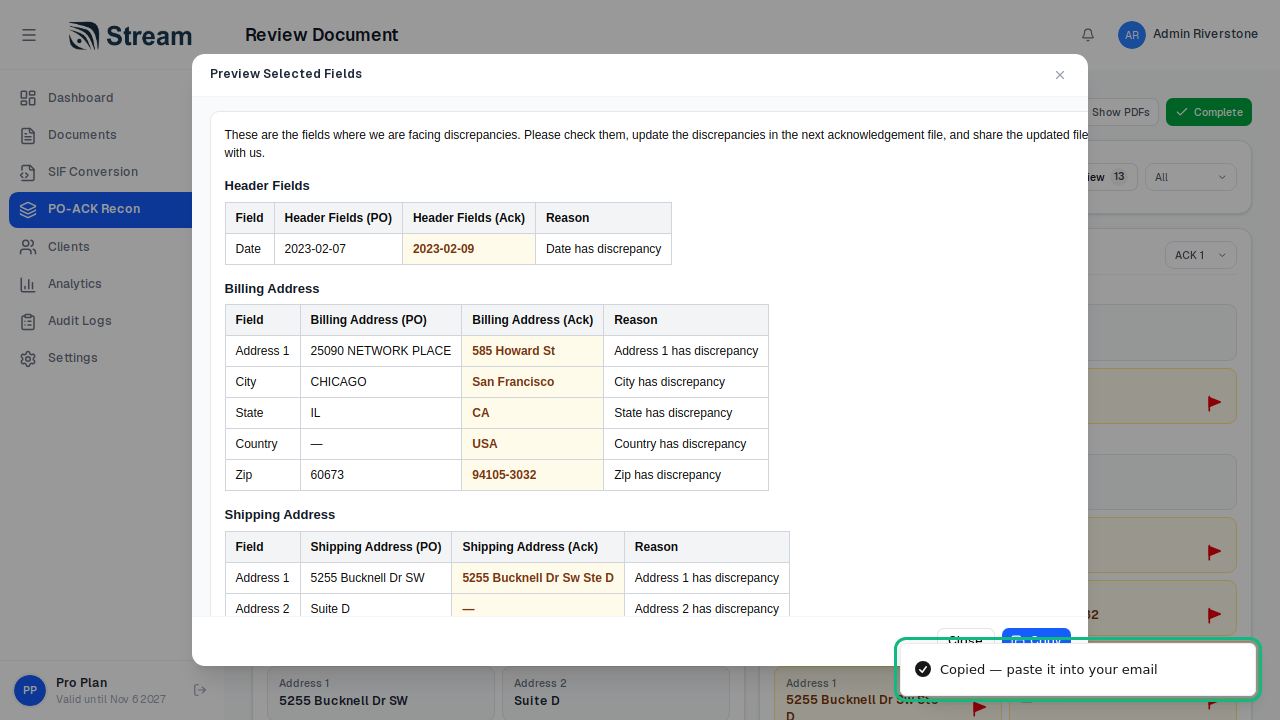 Stream
Review Document
AR
Admin Riverstone
Dashboard
Documents
SIF Conversion
PO-ACK Recon
Clients
Analytics
Audit Logs
Settings
PP
Pro Plan
Valid until Nov 6 2027
Show PDFs
Complete
13
All
ACK 1
Preview Selected Fields
These are the fields where we are facing discrepancies. Please check them, update the discrepancies in the next acknowledgement file, and share the updated file
with us.
Header Fields
Field Header Fields (PO) Header Fields (Ack) Reason
Date 2023-02-07 2023-02-09 Date has discrepancy
Billing Address
Field Billing Address (PO) Billing Address (Ack) Reason
Address 1 25090 NETWORK PLACE 585 Howard St Address 1 has discrepancy
City CHICAGO San Francisco City has discrepancy
State IL CA State has discrepancy
Country — USA Country has discrepancy
Zip 60673 94105-3032 Zip has discrepancy
Shipping Address
Field Shipping Address (PO) Shipping Address (Ack) Reason
Address 1 5255 Bucknell Dr SW 5255 Bucknell Dr Sw Ste D Address 1 has discrepancy
Address 2 Suite D — Address 2 has discrepancy
Close Copy
Copied — paste it into your email
Address 1
5255 Bucknell Dr SW
Address 2
Suite D
Address 1
5255 Bucknell Dr Sw Ste
D